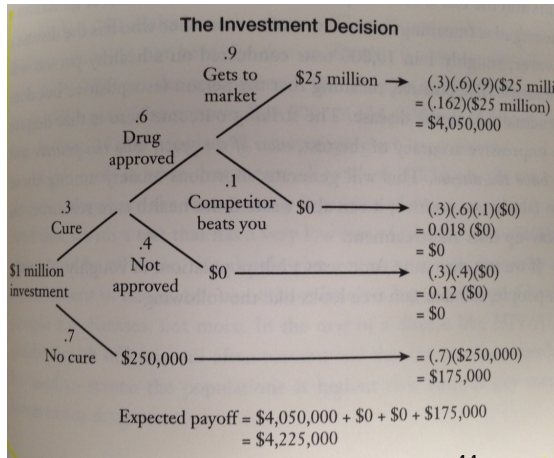 The Investment Decision
.9
Gets to
market
$25 million
(.3)(.6)(.9)($25 milli
= (.162)($25 million)
= $4,050,000
.6
Drug
approved
.1
Competitor
beats you
$0
(.3)(.6)(.1)($0)
= 0.018 ($0)
= $0
.3
Cure
.4
Not
approved
$0
(.3)(.4)($0)
= 0.12 ($0)
= $0
$1 million
investment
.7
No cure
$250,000
= (.7)($250,000)
= $175,000
Expected payoff = $4,050,000 + $0 + $0 + $175,000
= $4,225,000